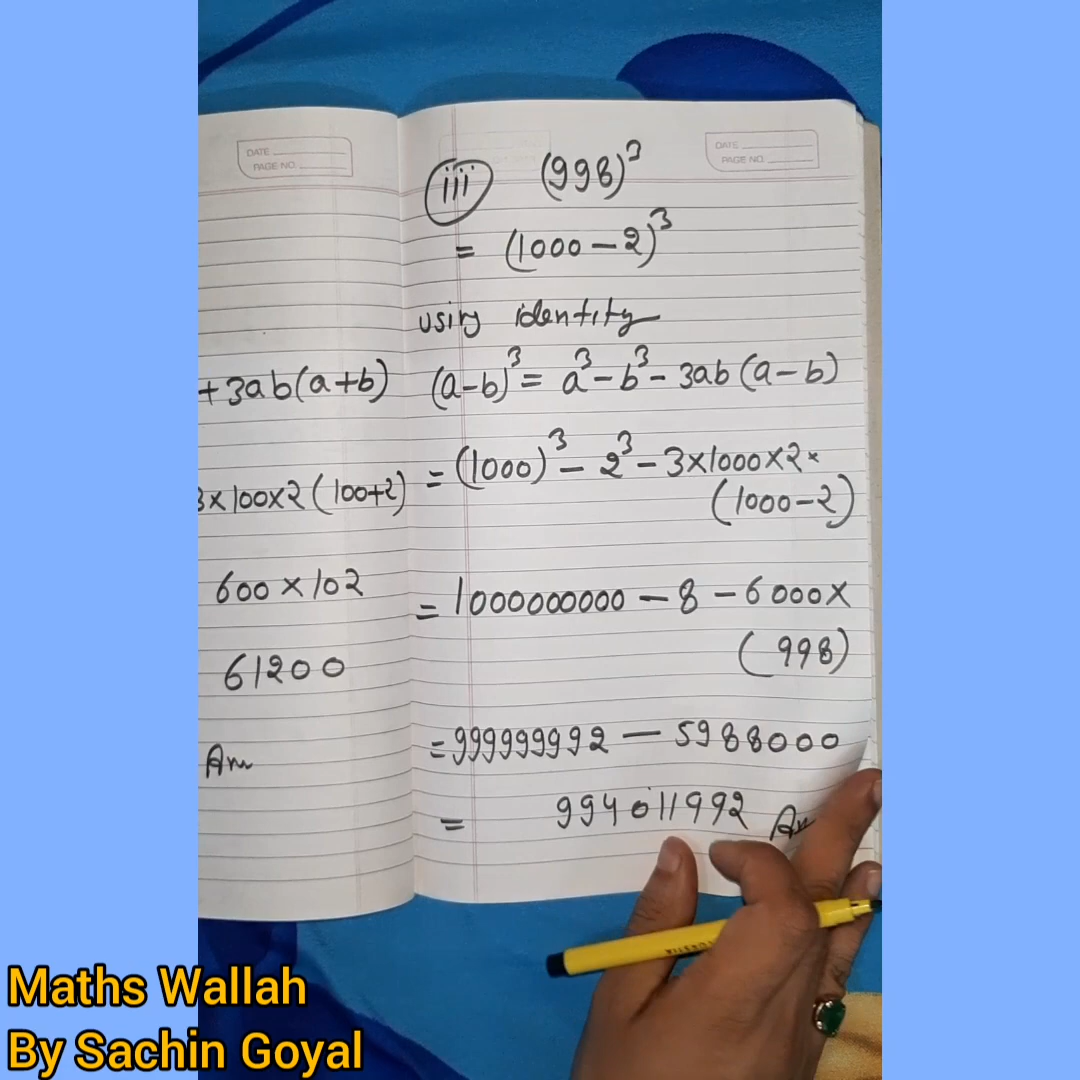 DATE
PAGE NO.
+3ab(a+b)
3×100×2(100+2)
600×102
61200
Ans
DATE
PAGE NO.
iii (998)³
= (1000-2)³
using identity
(a-b)³= a³-b³-3ab(a-b)
= (1000)³-2³-3×1000×2×
(1000-2)
= 1000000000-8-6000×
(998)
=999999992-5988000
= 994011992 An
Maths Wallah
By Sachin Goyal